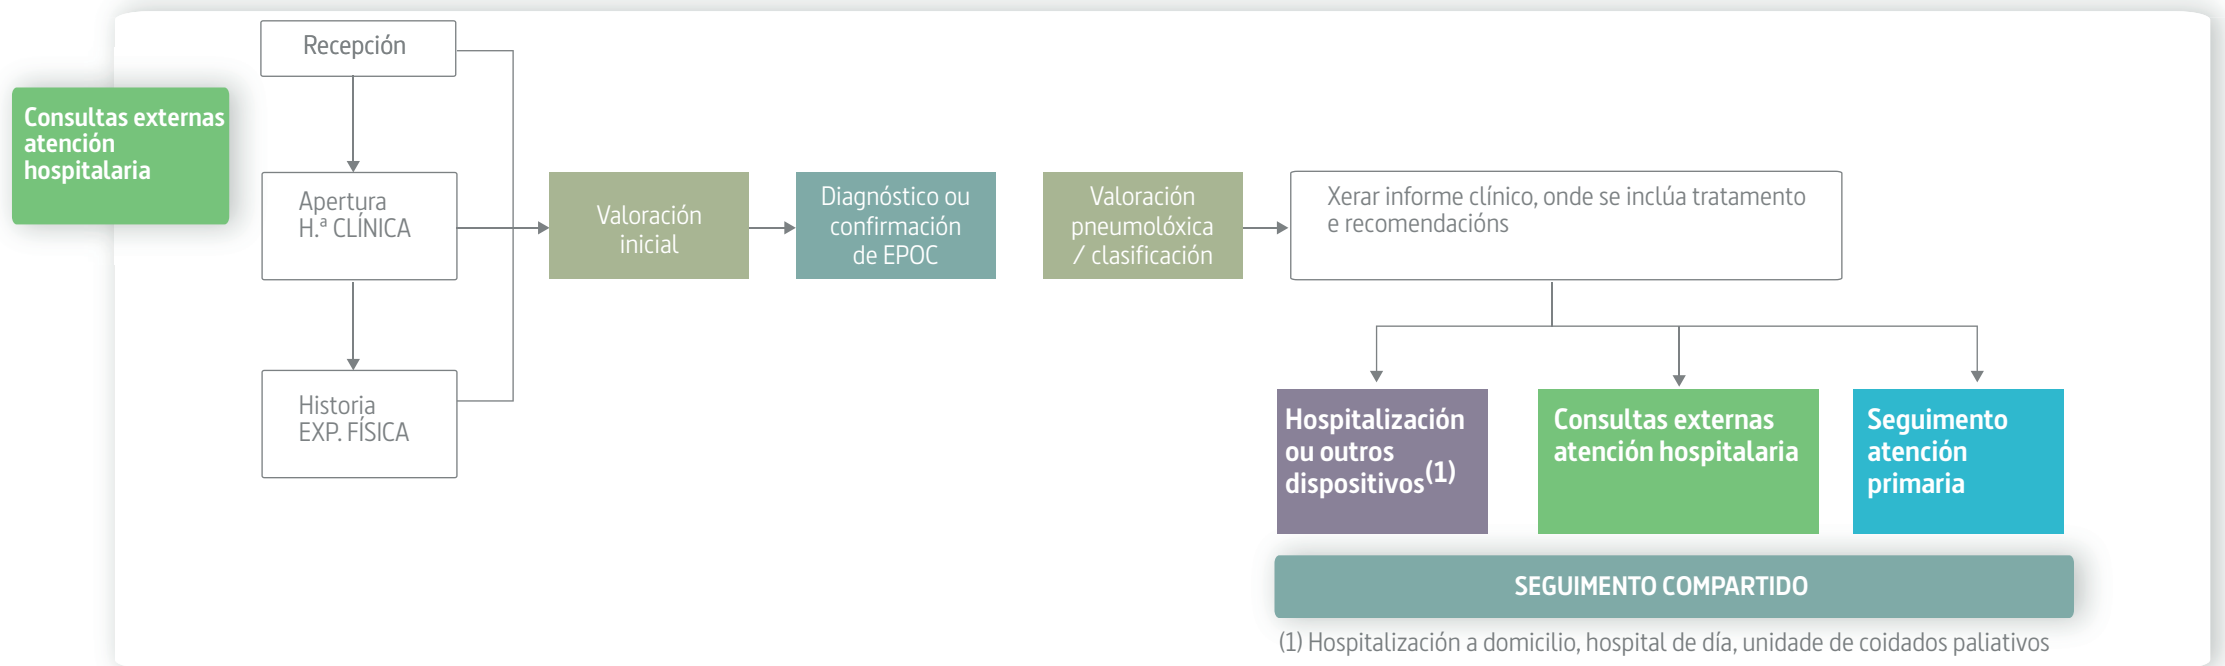 Recepción
Consultas externas
atención
hospitalaria
Apertura
H.ª CLÍNICA
Historia
EXP. FÍSICA
Valoración
inicial
Diagnóstico ou
confirmación
de EPOC
Valoración
pneumolóxica
/ clasificación
Xerar informe clínico, onde se inclúa tratamento
e recomendacións
Hospitalización
ou outros
dispositivos(1)
Consultas externas
atención hospitalaria
Seguimento
atención
primaria
SEGUIMENTO COMPARTIDO
(1) Hospitalización a domicilio, hospital de día, unidade de coidados paliativos